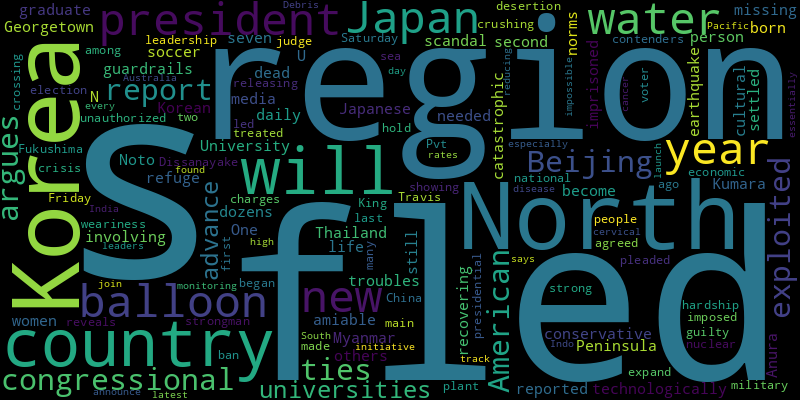 graduate president Debris Japan desertion water missing
Georgetown leadership judge seven Saturday crushing Pacific born
among soccer scandal second norms contenders person
crossing guardrails region U impossible
Korea report dead media catastrophic imprisoned earthquake cultural settled
Australia sea releasing day voter reducing
N Korean daily Japanese needed cancer every
election unauthorized two led treated hold
argues Fukushima Noto University Pvt especially essentially
crisis Dissanayake found rates launch year
S will Beijing national economic
Friday refuge charges King Travis showing become ago Kumara
India advance dozens disease
weariness One last North people
leaders involving first Thailand life many still cervical agreed
high troubles American says presidential pleaded
join monitoring began China recovering exploited
balloon new amiable strong hardship
women reveals strongman main fled imposed
country South Myanmar initiative conservative guilty
ban made others track Indo Peninsula nuclear Anura
congressional ties expand
announce latest universities plant reported technologically military